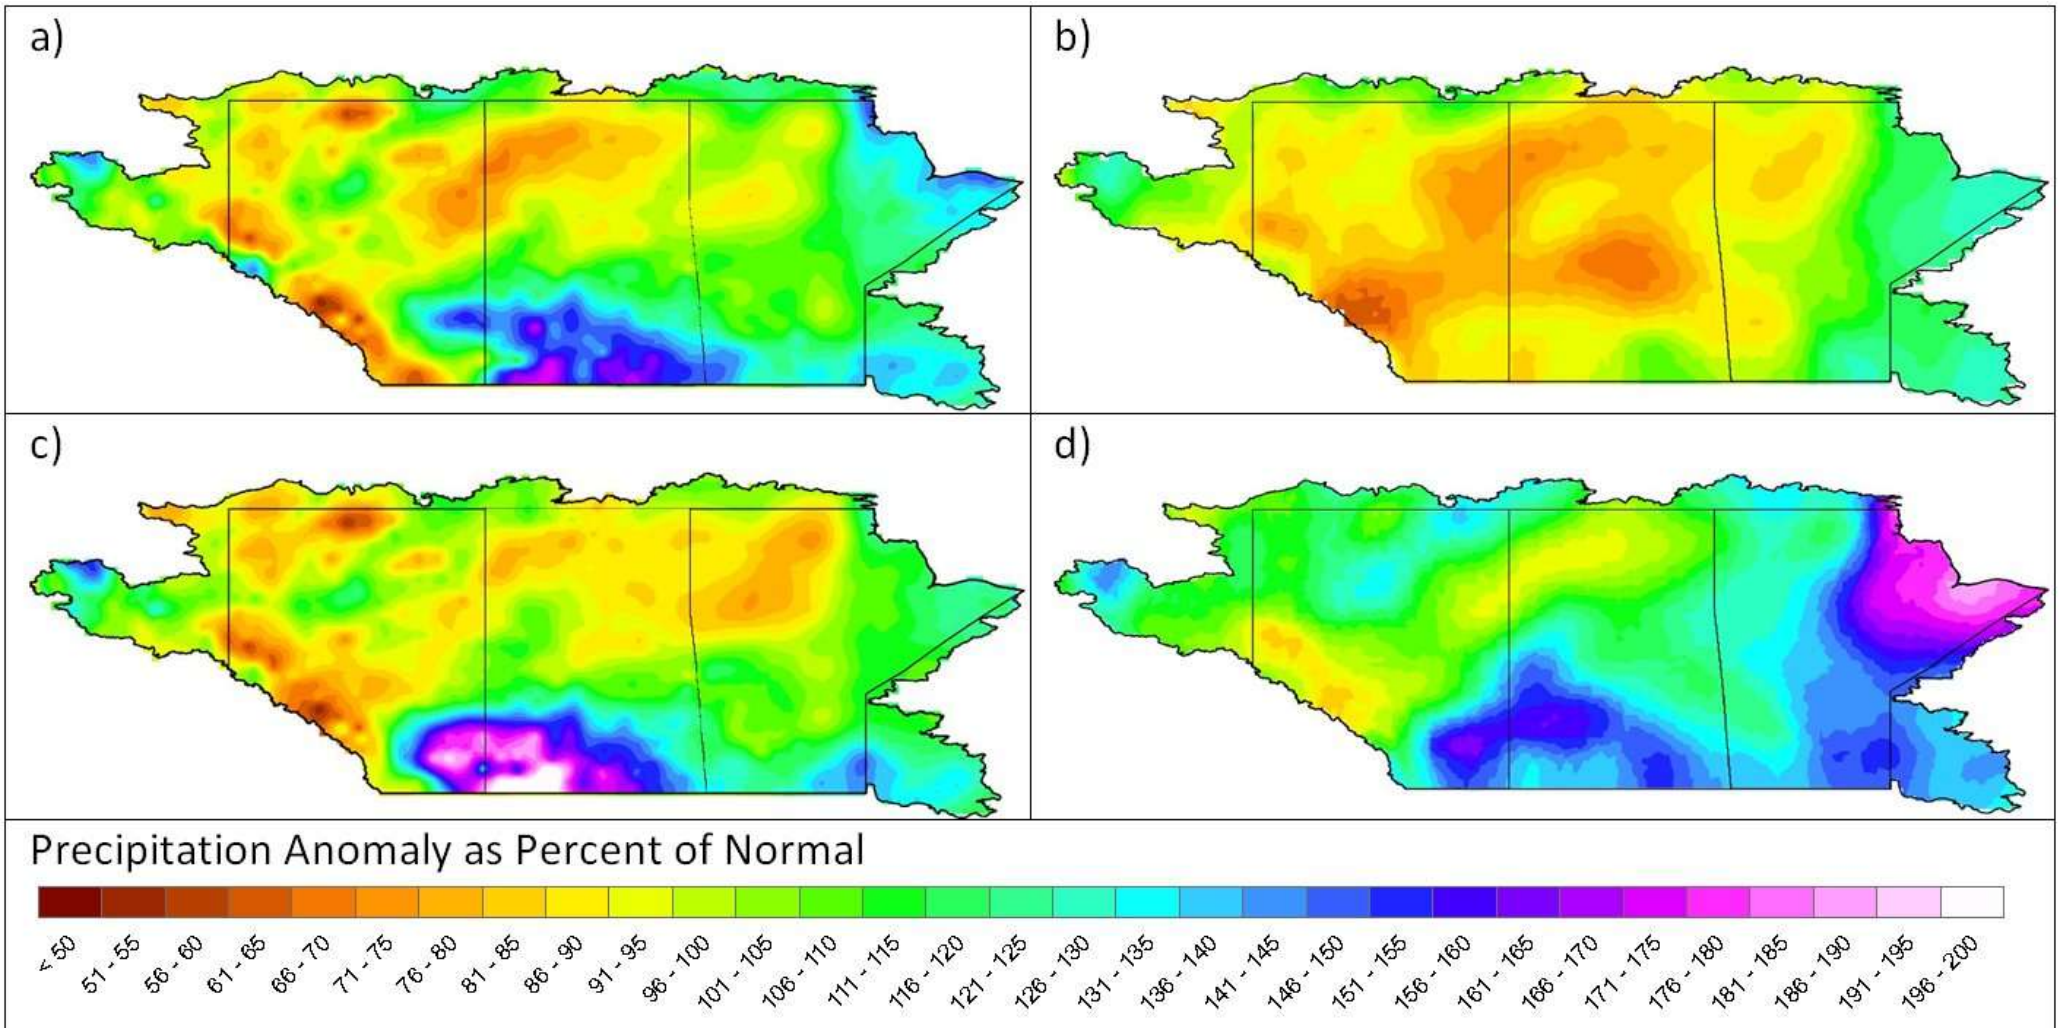 a)
b)
c)
d)
Precipitation Anomaly as Percent of Normal
< 50
51 - 55
56 - 60
61 - 65
66 - 70
71 - 75
76 - 80
81 - 85
86 - 90
91 - 95
96 - 100
101 - 105
106 - 110
111 - 115
116 - 120
121 - 125
126 - 130
131 - 135
136 - 140
141 - 145
146 - 150
151 - 155
156 - 160
161 - 165
166 - 170
171 - 175
176 - 180
181 - 185
186 - 190
191 - 195
196 - 200